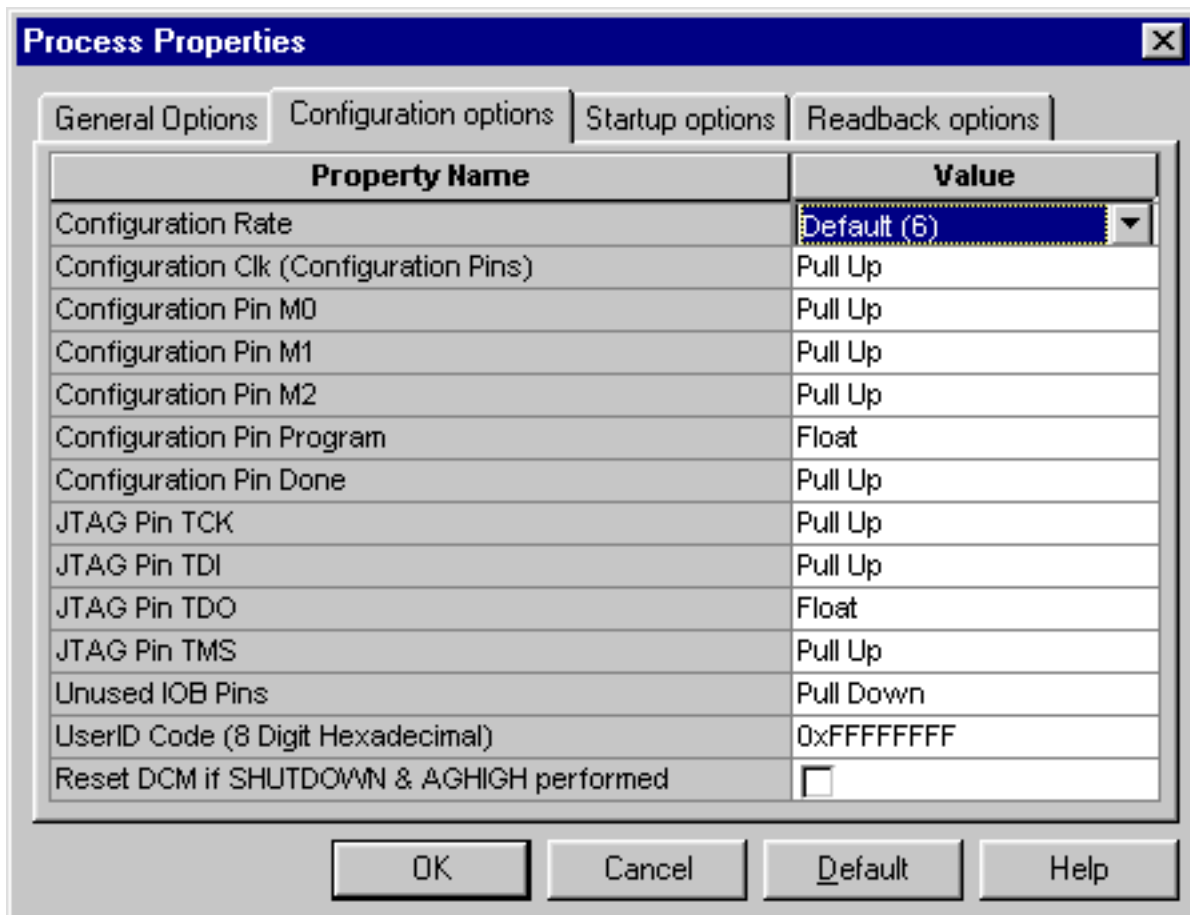 Process Properties
General Options Configuration options Startup options Readback options
Property Name Value
Configuration Rate Default (6)
Configuration Clk (Configuration Pins) Pull Up
Configuration Pin M0 Pull Up
Configuration Pin M1 Pull Up
Configuration Pin M2 Pull Up
Configuration Pin Program Float
Configuration Pin Done Pull Up
JTAG Pin TCK Pull Up
JTAG Pin TDI Pull Up
JTAG Pin TDO Float
JTAG Pin TMS Pull Up
Unused IOB Pins Pull Down
UserID Code (8 Digit Hexadecimal) 0xFFFFFFFF
Reset DCM if SHUTDOWN & AGHIGH performed
OK Cancel Default Help